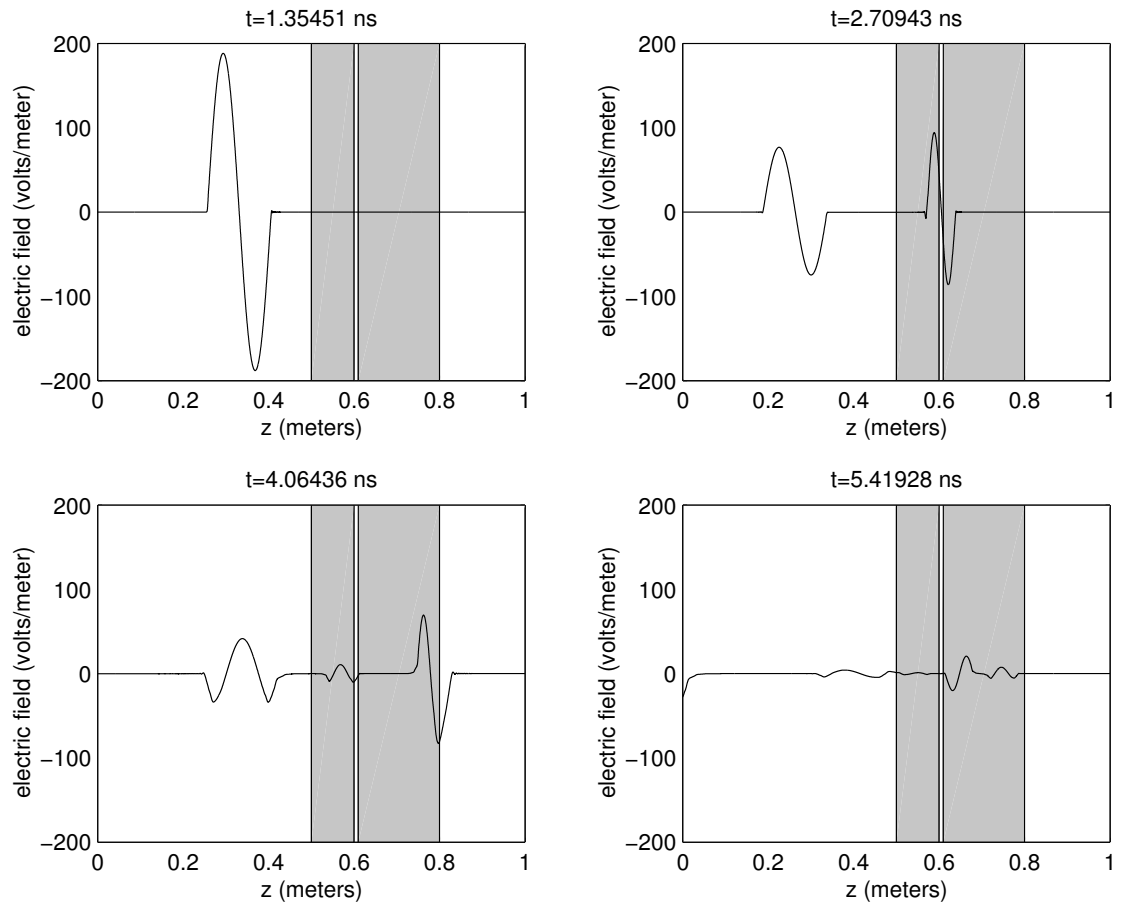 t=1.35451 ns
200
100
0
−100
−200
electric field (volts/meter)
0 0.2 0.4 0.6 0.8 1
z (meters)
t=2.70943 ns
200
100
0
−100
−200
electric field (volts/meter)
0 0.2 0.4 0.6 0.8 1
z (meters)
t=4.06436 ns
200
100
0
−100
−200
electric field (volts/meter)
0 0.2 0.4 0.6 0.8 1
z (meters)
t=5.41928 ns
200
100
0
−100
−200
electric field (volts/meter)
0 0.2 0.4 0.6 0.8 1
z (meters)